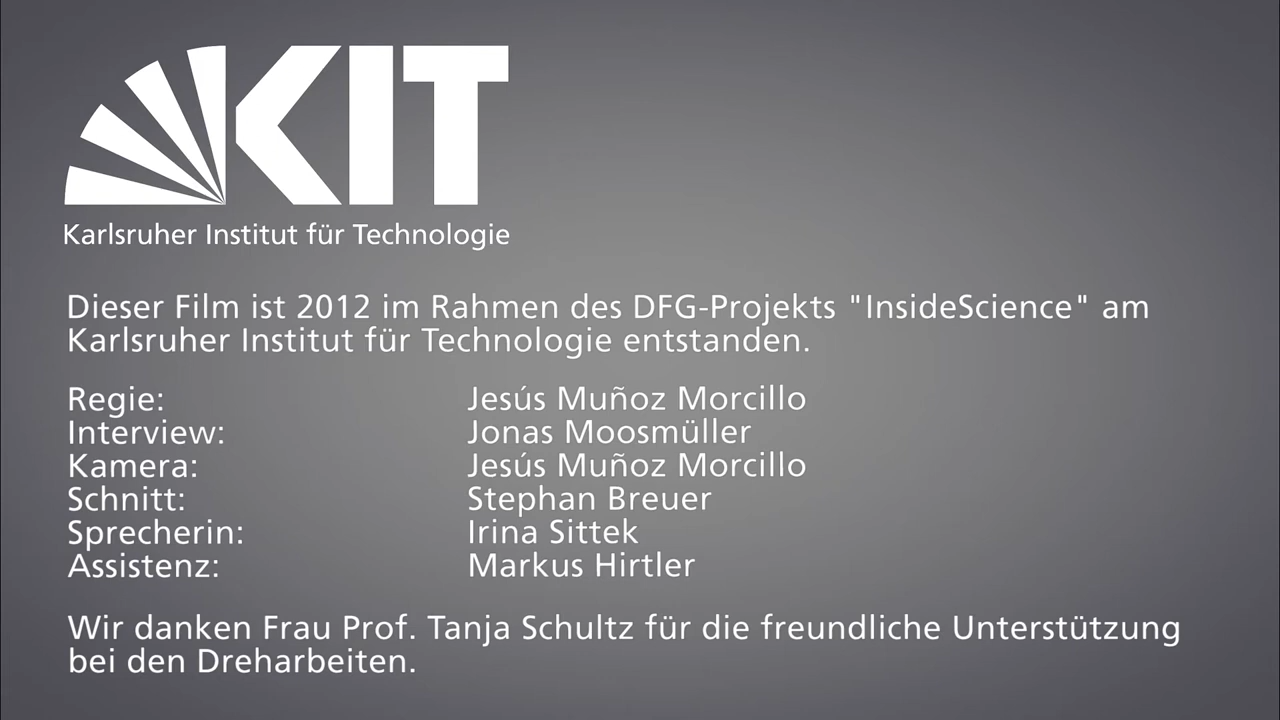 KIT
Karlsruher Institut für Technologie
Dieser Film ist 2012 im Rahmen des DFG-Projekts "InsideScience" am
Karlsruher Institut für Technologie entstanden.
Regie: Jesús Muñoz Morcillo
Interview: Jonas Moosmüller
Kamera: Jesús Muñoz Morcillo
Schnitt: Stephan Breuer
Sprecherin: Irina Sittek
Assistenz: Markus Hirtler
Wir danken Frau Prof. Tanja Schultz für die freundliche Unterstützung
bei den Dreharbeiten.